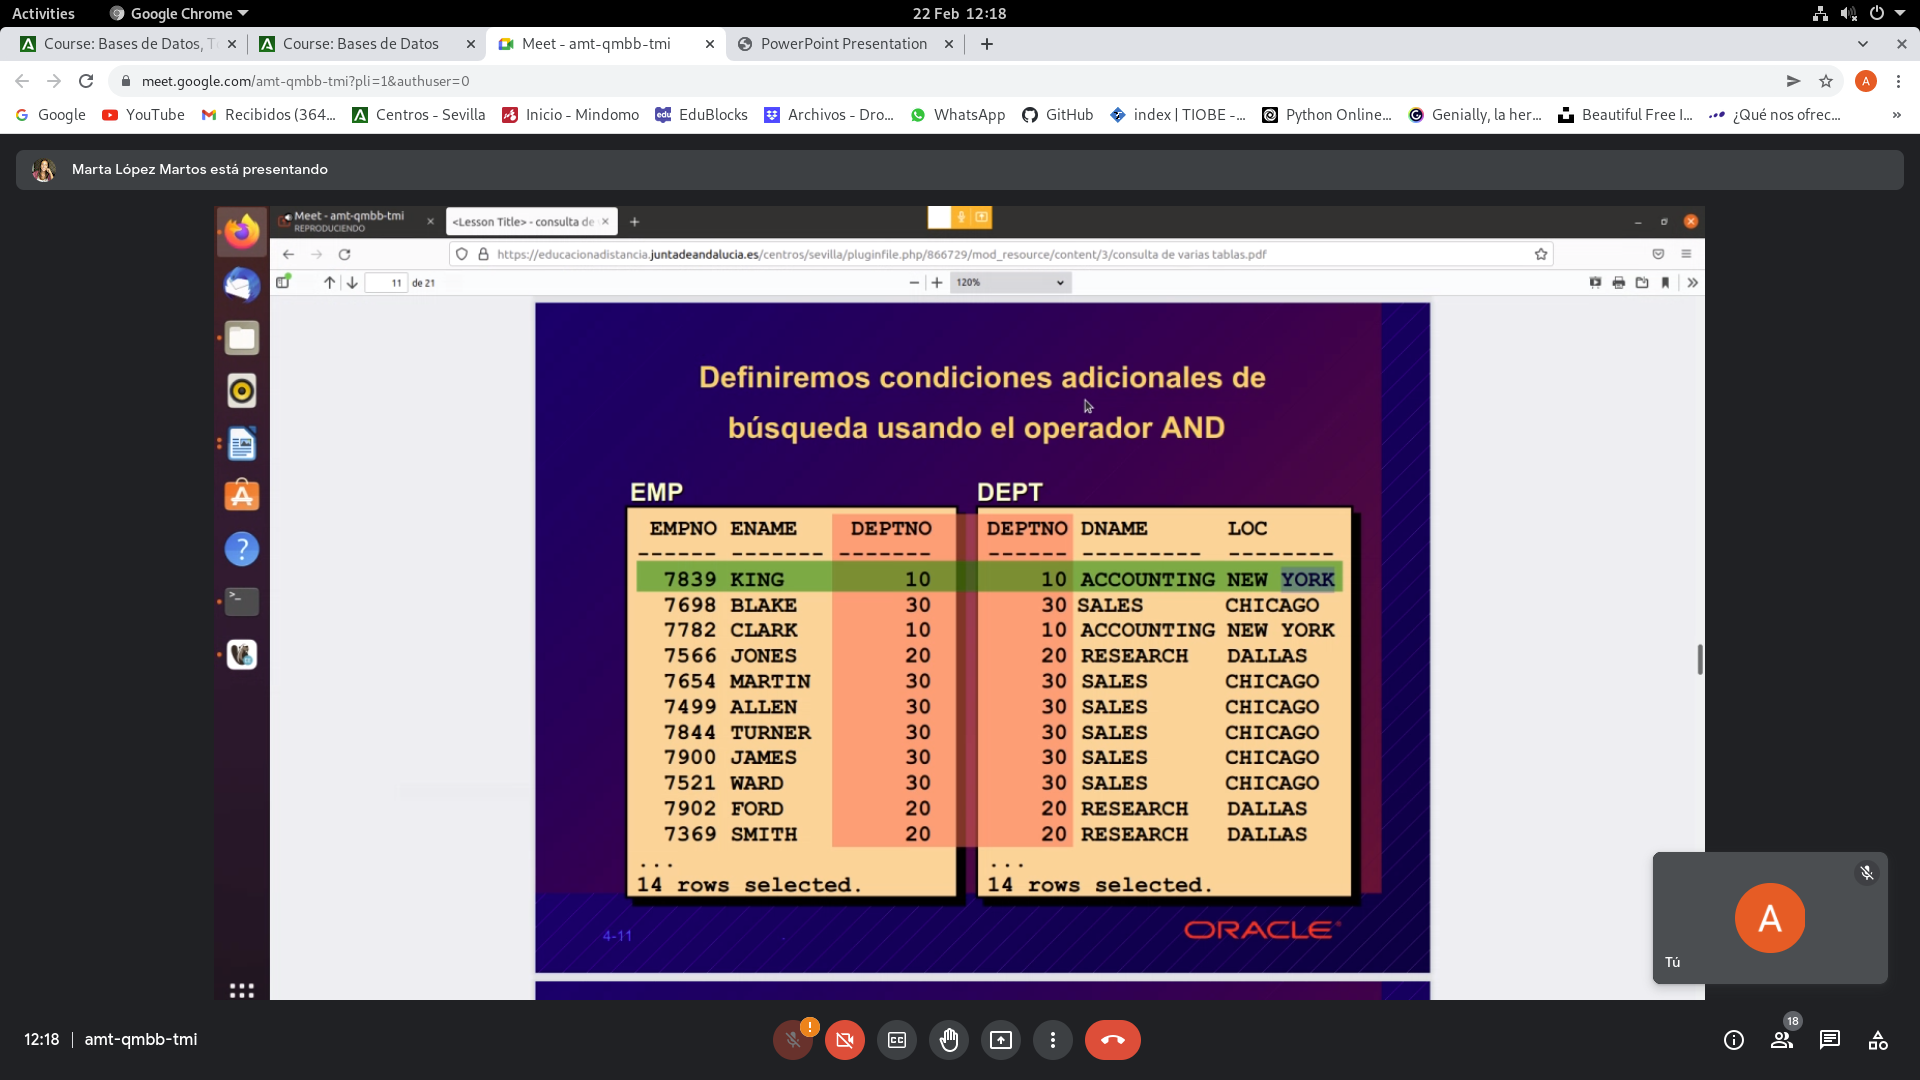 Activities
Google Chrome
22 Feb 12:18
Course: Bases de Datos, T
Course: Bases de Datos
Meet - amt-qmbb-tmi
PowerPoint Presentation
meet.google.com/amt-qmbb-tmi?pli=1&authuser=0
A
Google
YouTube
Recibidos (364...
Centros - Sevilla
Inicio - Mindomo
EduBlocks
Archivos - Dro...
WhatsApp
GitHub
index | TIOBE -...
Python Online...
Genially, la her...
Beautiful Free I...
¿Qué nos ofrec...
»
Marta López Martos está presentando
Meet - amt-qmbb-tmi
REPRODUCIENDO
<Lesson Title> - consulta de
https://educacionadistancia.juntadeandalucia.es/centros/sevilla/pluginfile.php/866729/mod_resource/content/3/consulta de varias tablas.pdf
11 de 21
120%
Definiremos condiciones adicionales de
búsqueda usando el operador AND
EMP
DEPT
EMPNO ENAME DEPTNO DEPTNO DNAME LOC
------ ------- ------- ------ --------- --------
7839 KING 10 10 ACCOUNTING NEW YORK
7698 BLAKE 30 30 SALES CHICAGO
7782 CLARK 10 10 ACCOUNTING NEW YORK
7566 JONES 20 20 RESEARCH DALLAS
7654 MARTIN 30 30 SALES CHICAGO
7499 ALLEN 30 30 SALES CHICAGO
7844 TURNER 30 30 SALES CHICAGO
7900 JAMES 30 30 SALES CHICAGO
7521 WARD 30 30 SALES CHICAGO
7902 FORD 20 20 RESEARCH DALLAS
7369 SMITH 20 20 RESEARCH DALLAS
... ...
14 rows selected. 14 rows selected.
4-11
ORACLE
A
Tú
12:18 | amt-qmbb-tmi
18